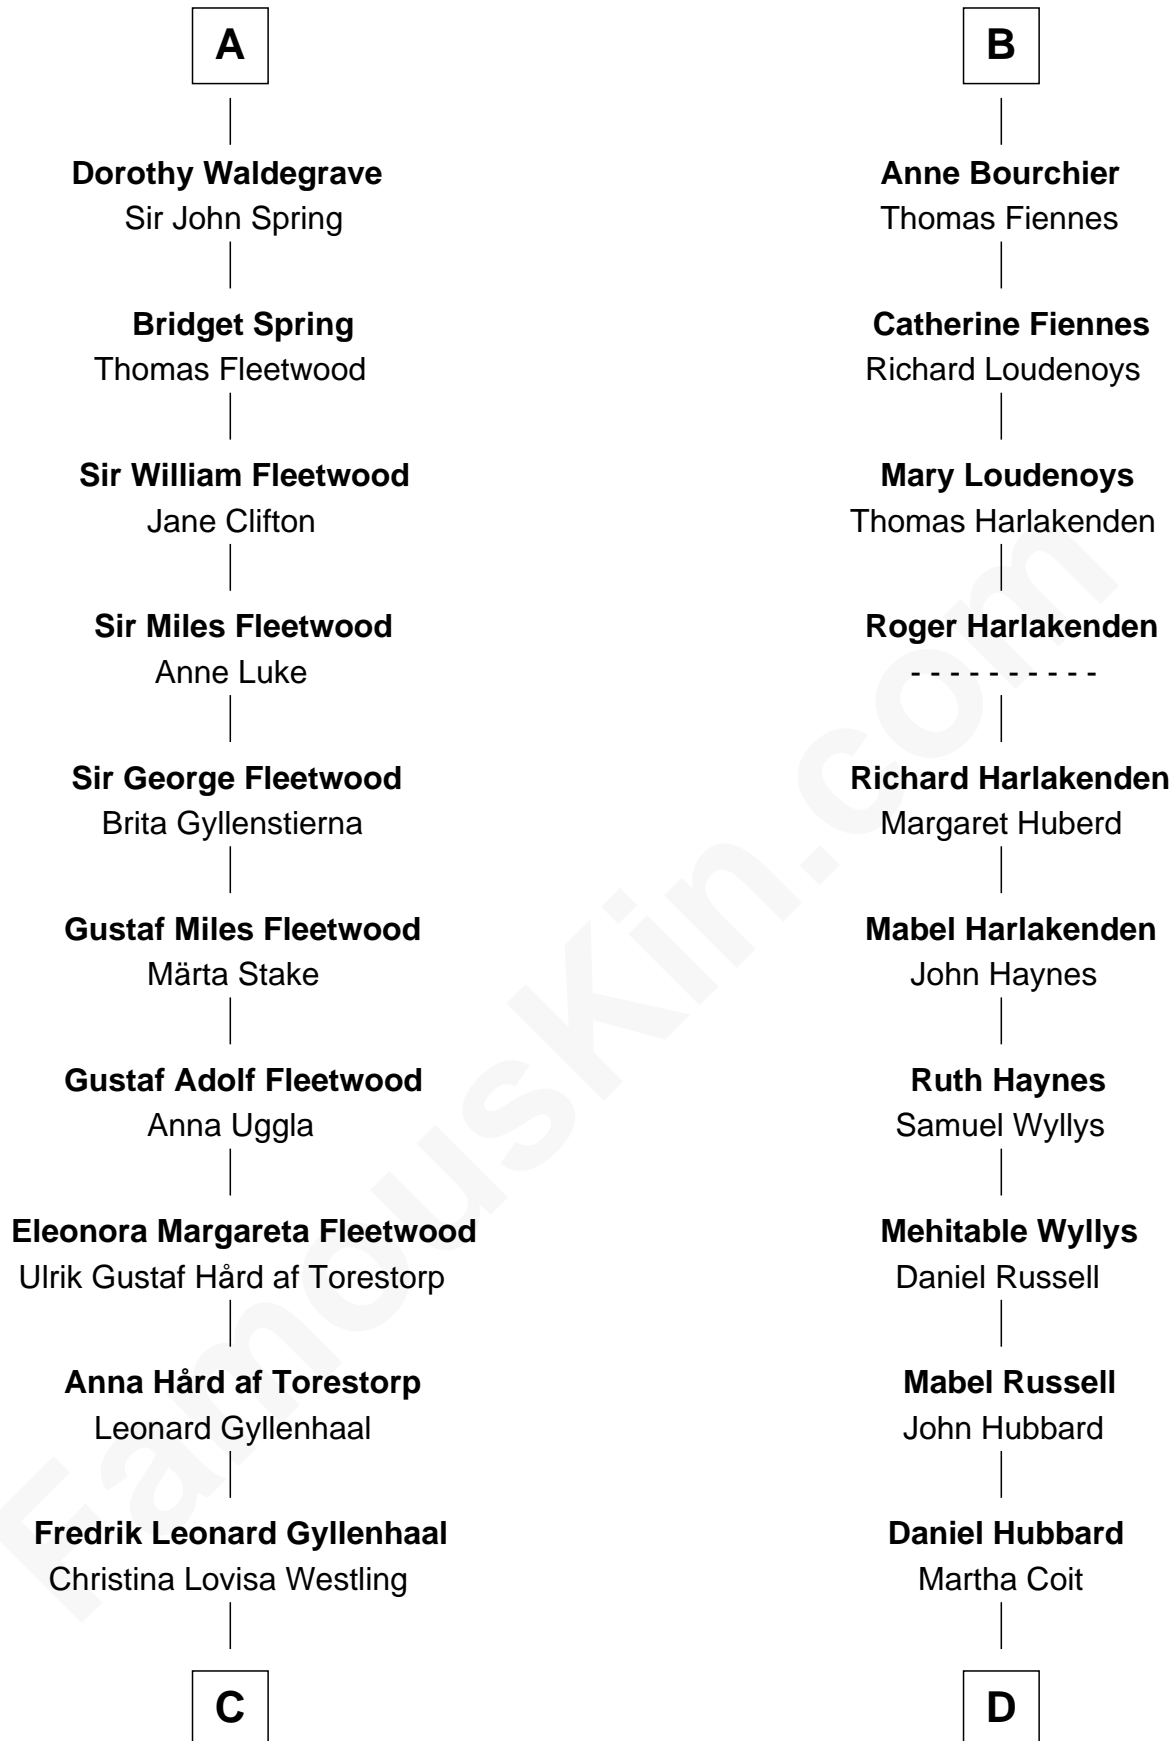 A
Dorothy Waldegrave
Sir John Spring
Bridget Spring
Thomas Fleetwood
Sir William Fleetwood
Jane Clifton
Sir Miles Fleetwood
Anne Luke
Sir George Fleetwood
Brita Gyllenstierna
Gustaf Miles Fleetwood
Märta Stake
Gustaf Adolf Fleetwood
Anna Uggla
Eleonora Margareta Fleetwood
Ulrik Gustaf Hård af Torestorp
Anna Hård af Torestorp
Leonard Gyllenhaal
Fredrik Leonard Gyllenhaal
Christina Lovisa Westling
C
B
Anne Bourchier
Thomas Fiennes
Catherine Fiennes
Richard Loudenoys
Mary Loudenoys
Thomas Harlakenden
Roger Harlakenden
- - - - - - - - - -
Richard Harlakenden
Margaret Huberd
Mabel Harlakenden
John Haynes
Ruth Haynes
Samuel Wyllys
Mehitable Wyllys
Daniel Russell
Mabel Russell
John Hubbard
Daniel Hubbard
Martha Coit
D
FamousKin.com